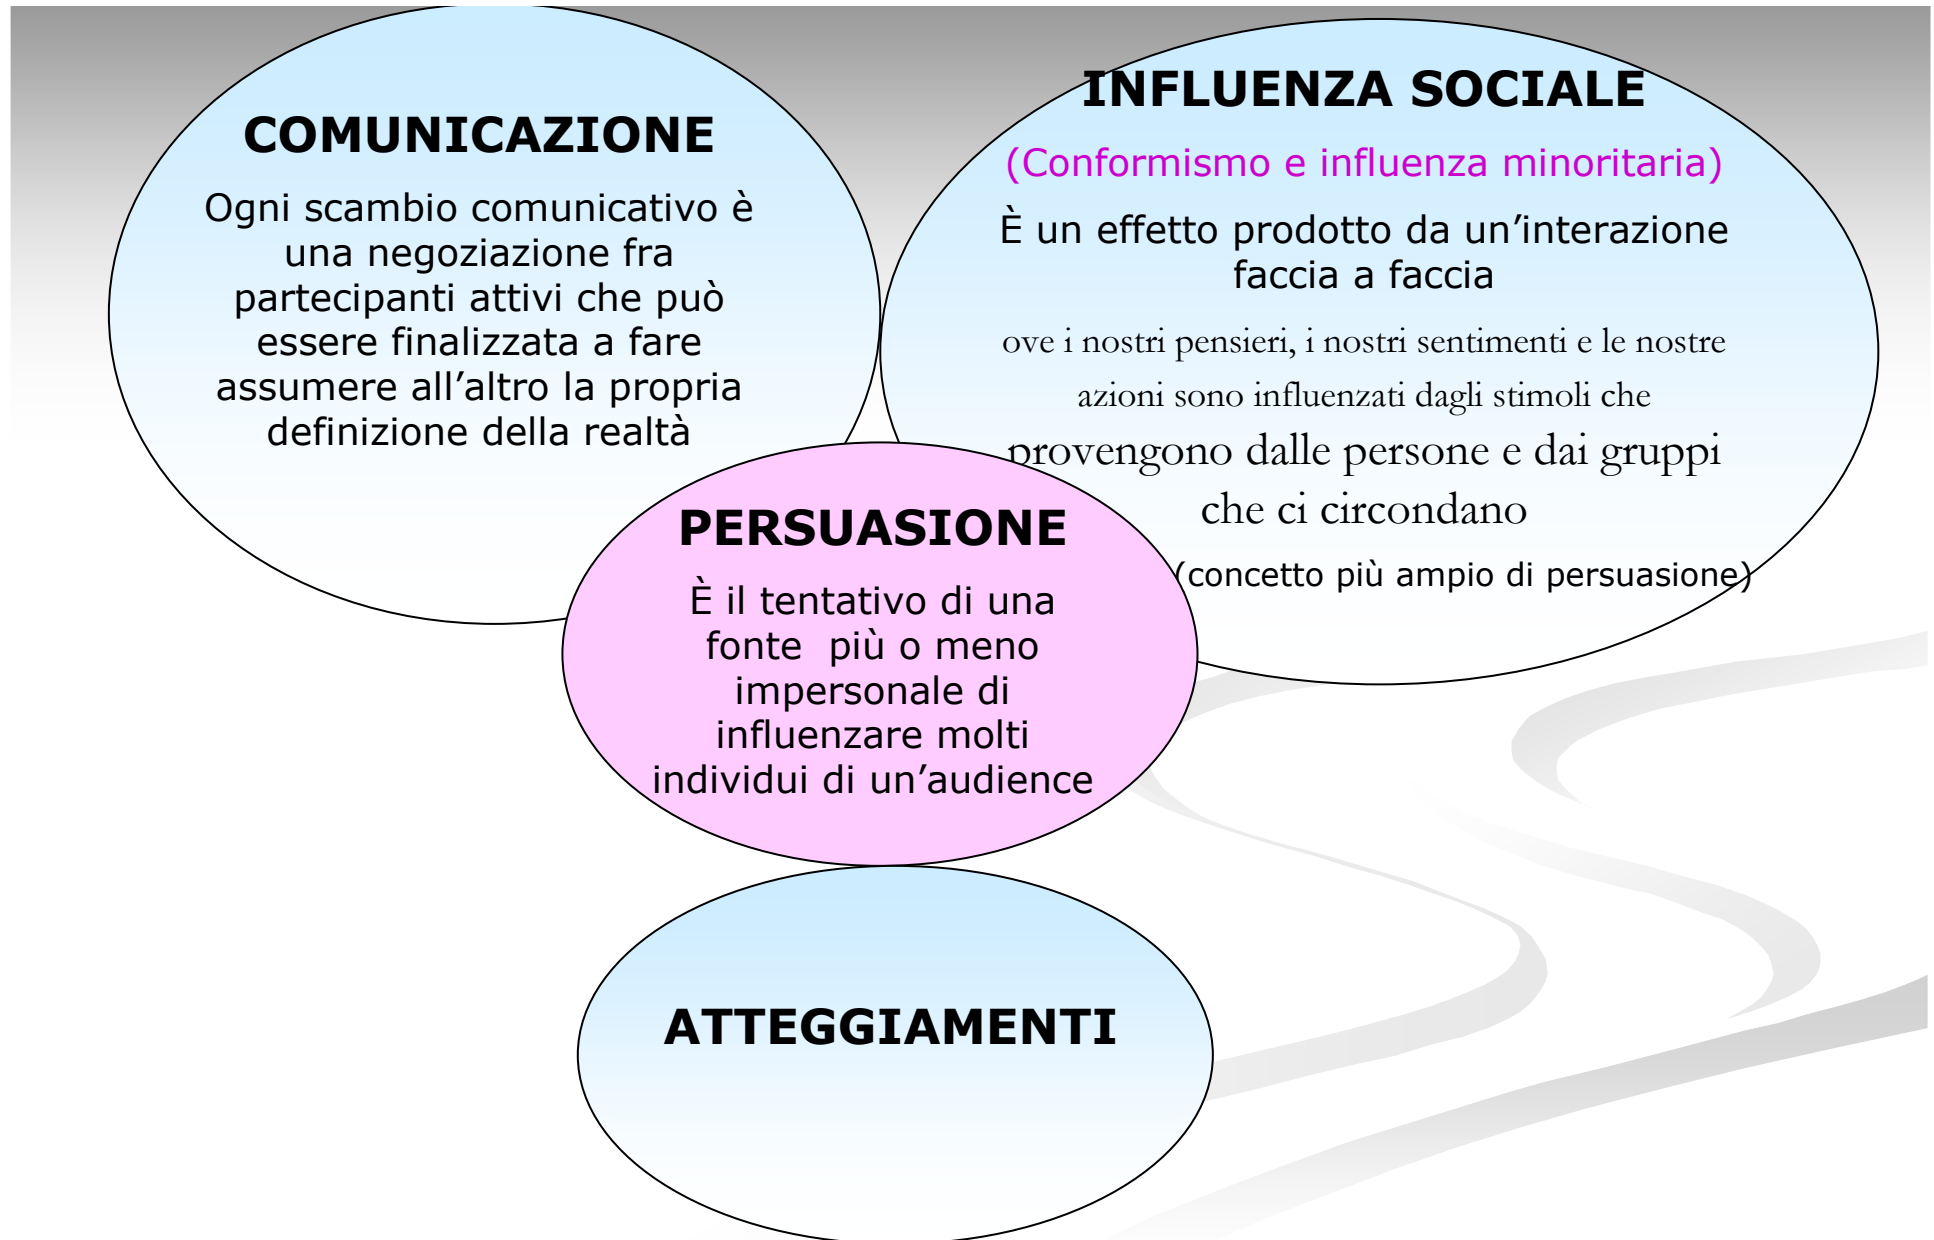 COMUNICAZIONE
Ogni scambio comunicativo è
una negoziazione fra
partecipanti attivi che può
essere finalizzata a fare
assumere all’altro la propria
definizione della realtà
INFLUENZA SOCIALE
(Conformismo e influenza minoritaria)
È un effetto prodotto da un’interazione
faccia a faccia
ove i nostri pensieri, i nostri sentimenti e le nostre
azioni sono influenzati dagli stimoli che
provengono dalle persone e dai gruppi
che ci circondano
(concetto più ampio di persuasione)
PERSUASIONE
È il tentativo di una
fonte  più o meno
impersonale di
influenzare molti
individui di un’audience
ATTEGGIAMENTI